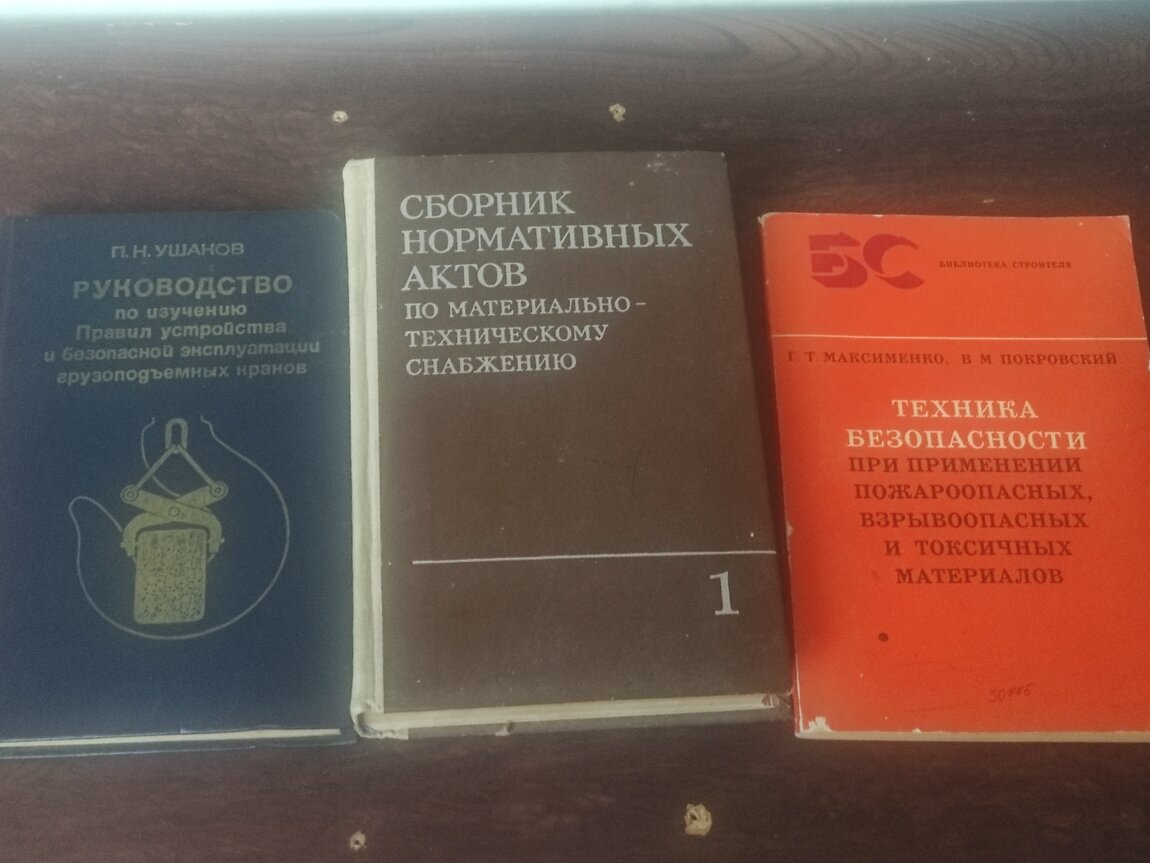 П.Н. УШАКОВ
РУКОВОДСТВО
по изучению
Правил устройства
и безопасной эксплуатации
грузоподъемных кранов
СБОРНИК
НОРМАТИВНЫХ
АКТОВ
ПО МАТЕРИАЛЬНО-
ТЕХНИЧЕСКОМУ
СНАБЖЕНИЮ
1
БС
БИБЛИОТЕКА СТРОИТЕЛЯ
Г. Т. МАКСИМЕНКО, В М ПОКРОВСКИЙ
ТЕХНИКА
БЕЗОПАСНОСТИ
ПРИ ПРИМЕНЕНИИ
ПОЖАРООПАСНЫХ,
ВЗРЫВООПАСНЫХ
И ТОКСИЧНЫХ
МАТЕРИАЛОВ